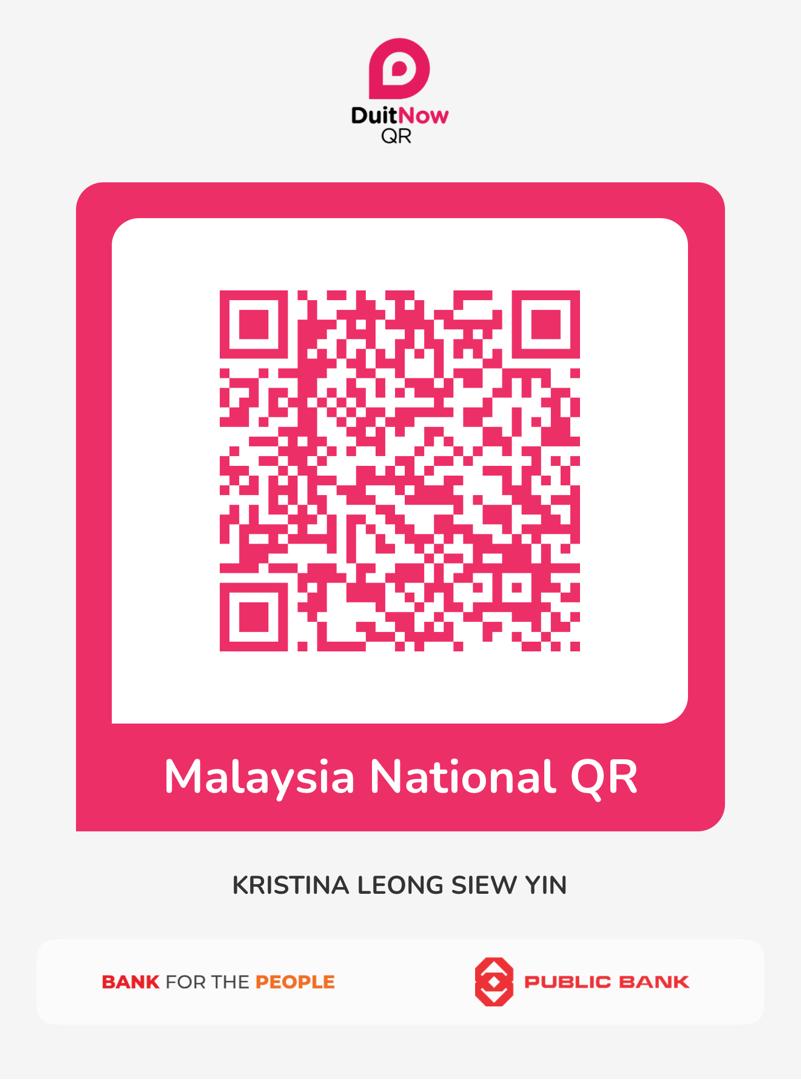 DuitNow
QR
Malaysia National QR
KRISTINA LEONG SIEW YIN
BANK FOR THE PEOPLE
PUBLIC BANK